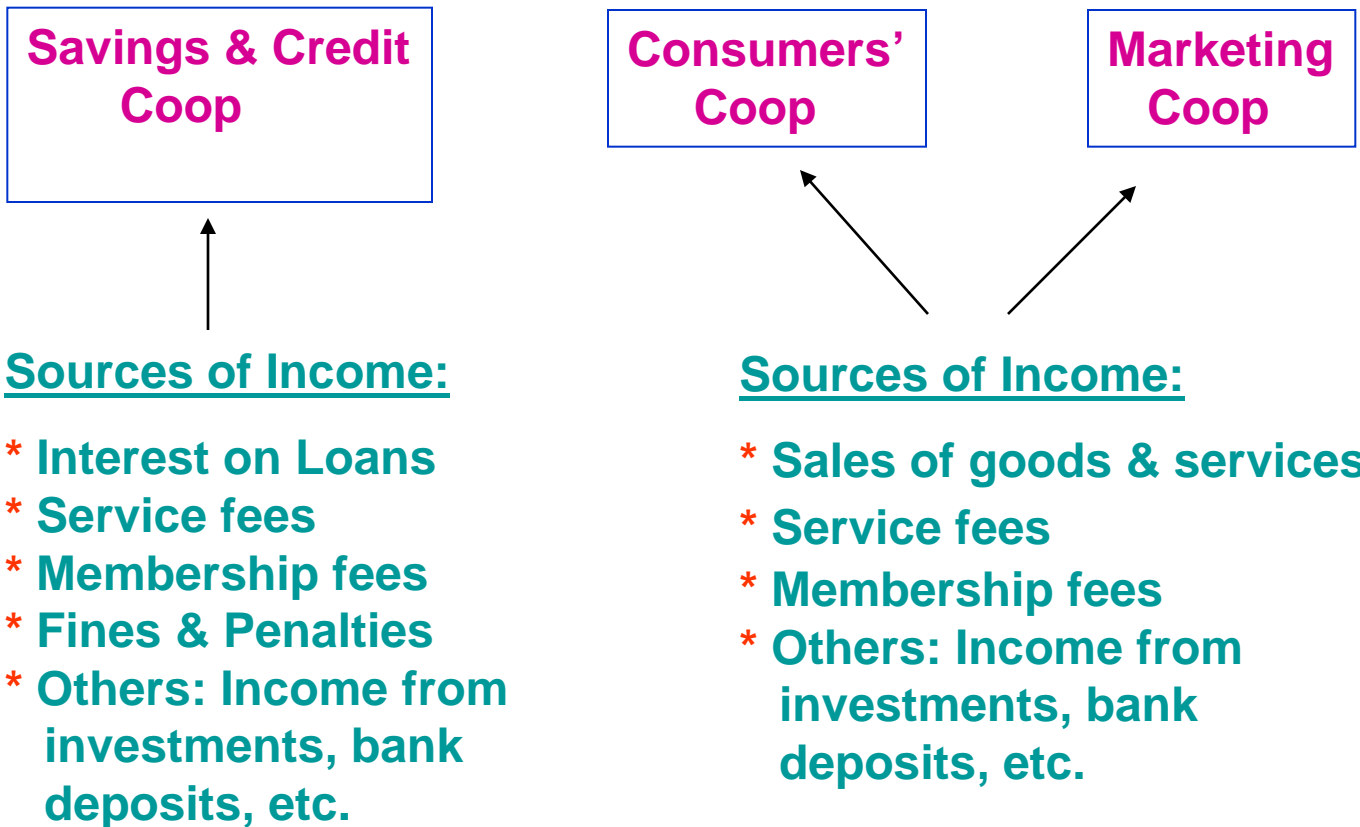 Savings & Credit
Coop
Consumers’
Coop
Marketing
Coop
Sources of Income:
* Interest on Loans
* Service fees
* Membership fees
* Fines & Penalties
* Others: Income from
investments, bank
deposits, etc.
Sources of Income:
* Sales of goods & services
* Service fees
* Membership fees
* Others: Income from
investments, bank
deposits, etc.